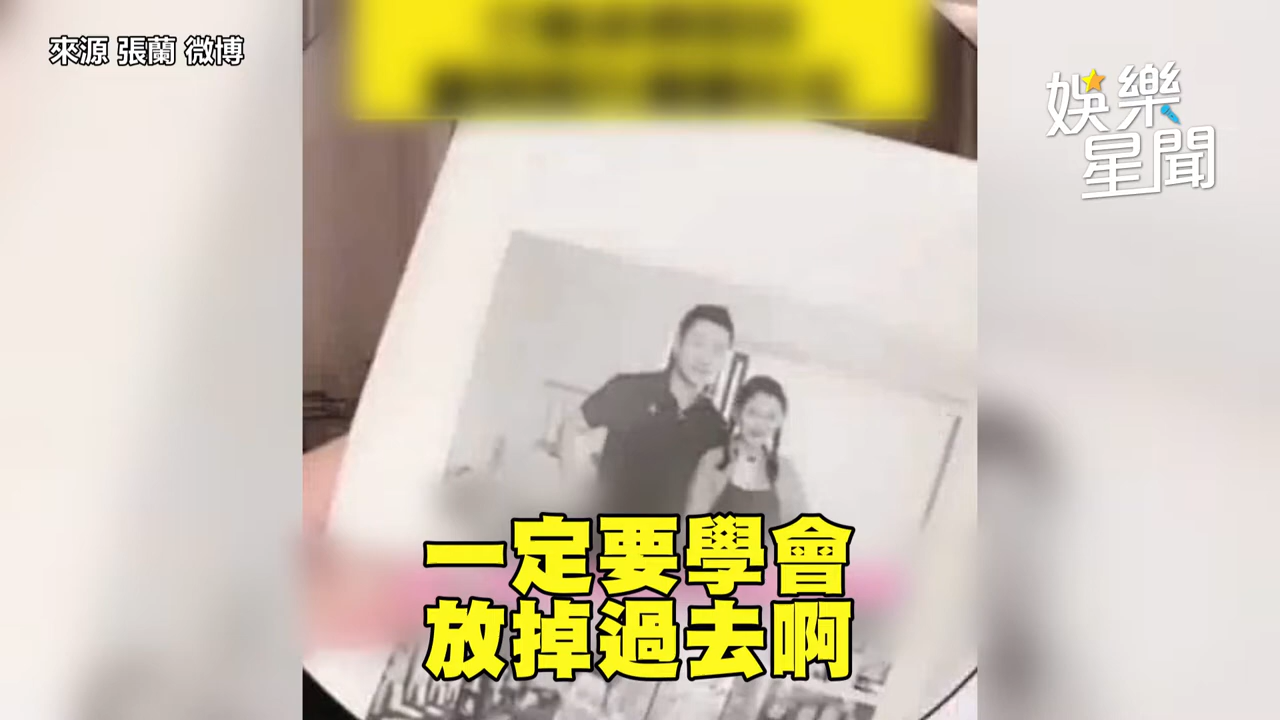 來源 張蘭 微博
娛樂
星聞
一定要學會
放掉過去啊